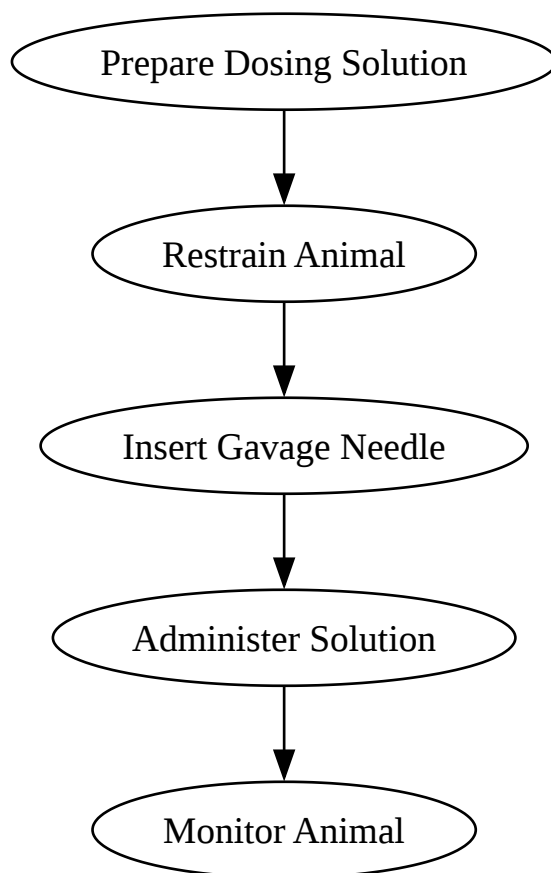 Prepare Dosing Solution
Restrain Animal
Insert Gavage Needle
Administer Solution
Monitor Animal